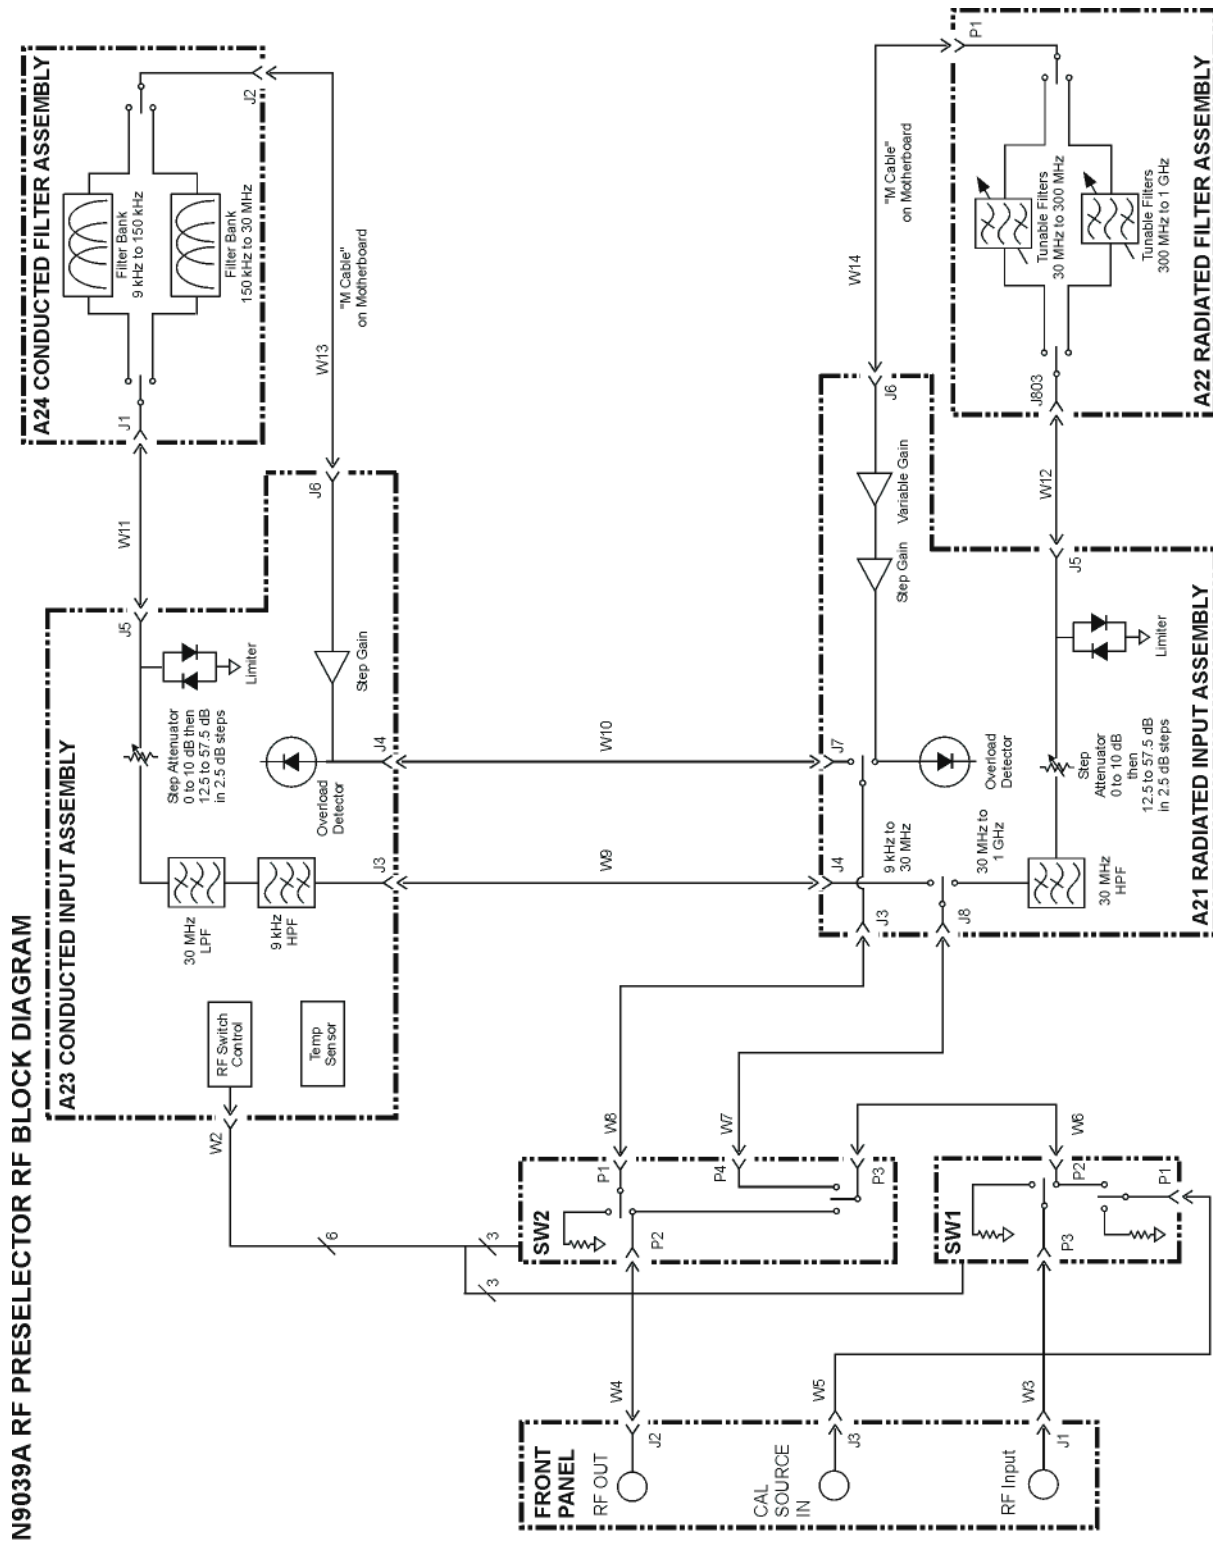 N9039A RF PRESELECTOR RF BLOCK DIAGRAM
A24 CONDUCTED FILTER ASSEMBLY
Filter Bank
9 kHz to 150 kHz
Filter Bank
150 kHz to 30 MHz
J1
J2
W11
W13
"M Cable"
on Motherboard
A23 CONDUCTED INPUT ASSEMBLY
J5
Limiter
Step Attenuator
0 to 10 dB then
12.5 to 57.5 dB
in 2.5 dB steps
J6
Step Gain
Overload
Detector
J4
30 MHz
LPF
9 kHz
HPF
J3
RF Switch
Control
Temp
Sensor
W2
W10
W9
A22 RADIATED FILTER ASSEMBLY
P1
Tunable Filters
30 MHz to 300 MHz
Tunable Filters
300 MHz to 1 GHz
J803
"M Cable"
on Motherboard
W14
W12
A21 RADIATED INPUT ASSEMBLY
J6
Variable Gain
Step Gain
J5
Limiter
J7
Overload
Detector
Step
Attenuator
0 to 10 dB
then
12.5 to 57.5 dB
in 2.5 dB steps
J4
9 kHz to
30 MHz
30 MHz to
1 GHz
30 MHz
HPF
J3
J8
W8
W7
W6
SW2
P1
P4
P3
P2
SW1
P2
P1
P3
6
3
3
W4
W5
W3
FRONT
PANEL
RF OUT
J2
CAL
SOURCE
IN
J3
RF Input
J1